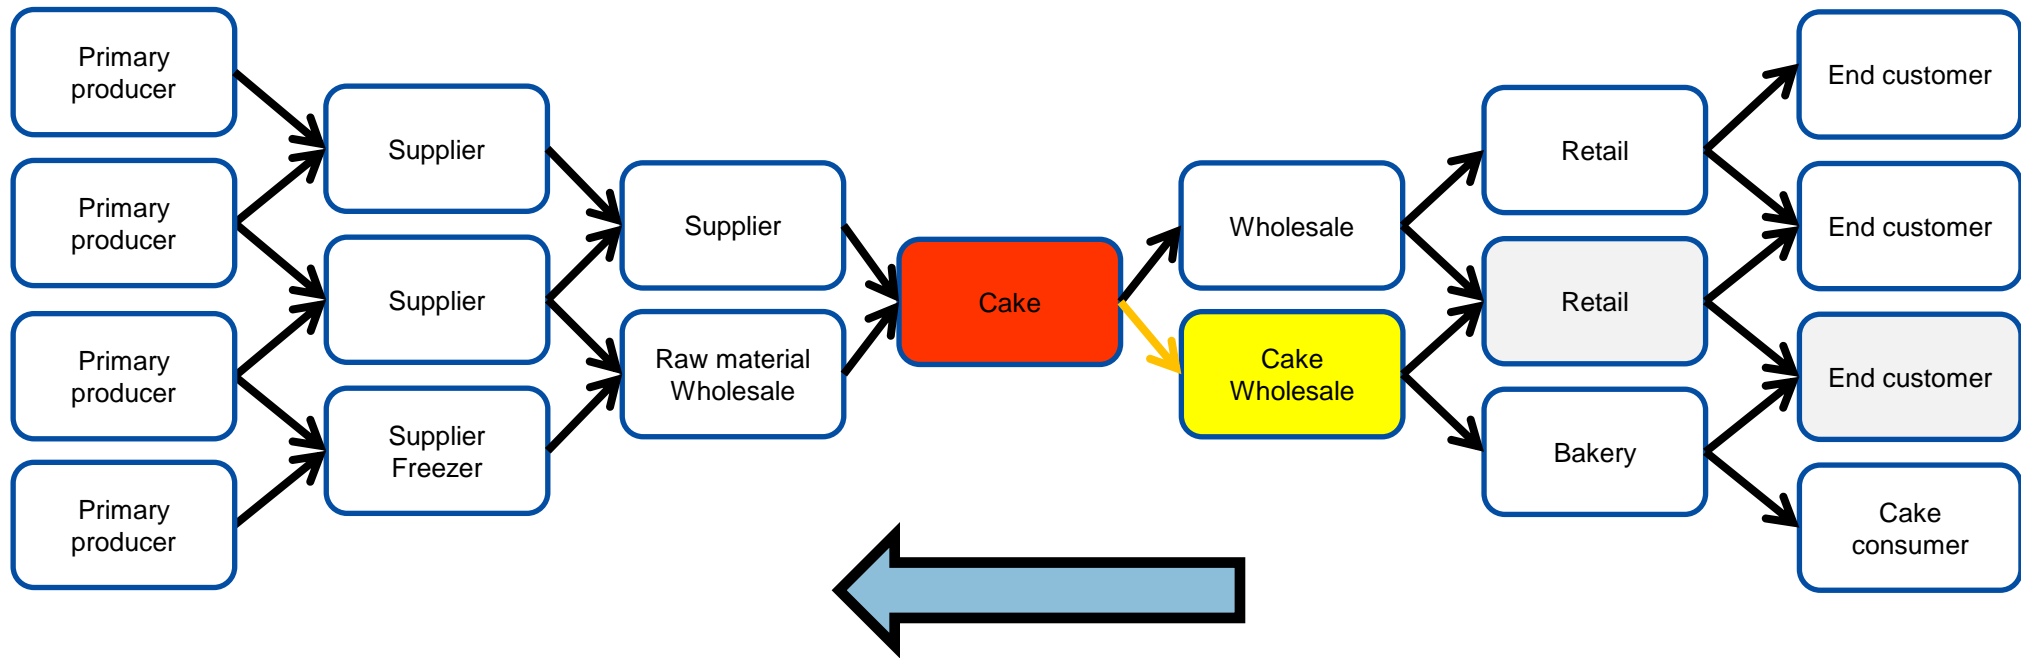 Primary
producer
Primary
producer
Primary
producer
Primary
producer
Supplier
Supplier
Supplier
Freezer
Supplier
Raw material
Wholesale
Cake
Wholesale
Cake
Wholesale
Retail
Retail
Bakery
End customer
End customer
End customer
Cake
consumer